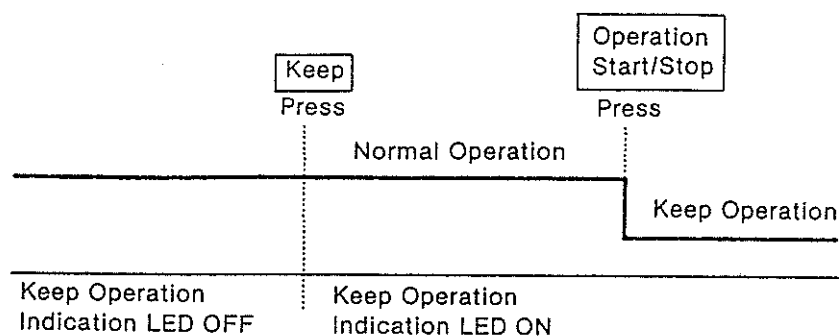 Operation
Start/Stop
Keep
Press
Press
Normal Operation
Keep Operation
Keep Operation
Indication LED OFF
Keep Operation
Indication LED ON